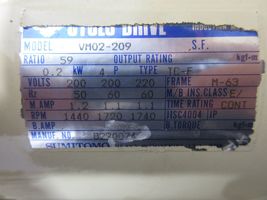 CYCLO DRIVE
MODEL VM02-209 S.F.
RATIO 59 OUTPUT RATING kgf-m
0.2 kW 4 P TYPE TC-F
VOLTS 200 200 220 FRAME M-63
Hz 50 60 60 M/B INS.CLASS E/
M AMP 1.2 1.1 1.1 TIME RATING CONT
RPM 1440 1720 1740 JISC4004 IP
B.AMP B.TORQUE kgf-m
MANUF. NO.
SUMITOMO